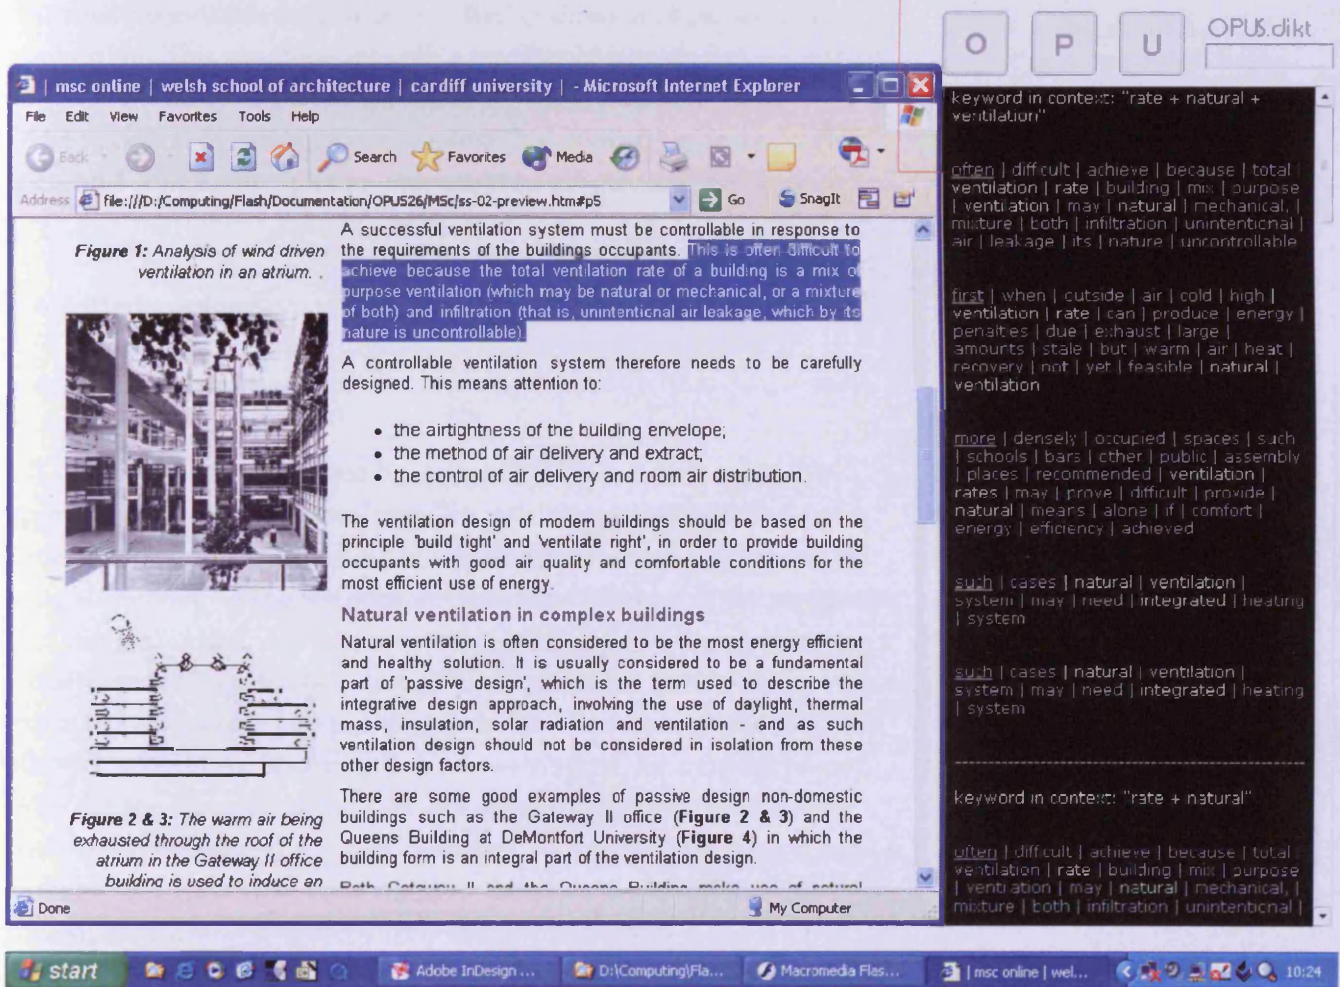 O P U OPUS.dikt
| msc online | welsh school of architecture | cardiff university | - Microsoft Internet Explorer
File Edit View Favorites Tools Help
Back Search Favorites Media
Address file:///D:/Computing/Flash/Documentation/OPUS26/MSc/ss-02-preview.htm#p5 Go SnagIt
Figure 1: Analysis of wind driven
ventilation in an atrium. .
Figure 2 & 3: The warm air being
exhausted through the roof of the
atrium in the Gateway II office
building is used to induce an
A successful ventilation system must be controllable in response to
the requirements of the buildings occupants. This is often difficult to
achieve because the total ventilation rate of a building is a mix of
purpose ventilation (which may be natural or mechanical, or a mixture
of both) and infiltration (that is, unintentional air leakage, which by its
nature is uncontrollable).
A controllable ventilation system therefore needs to be carefully
designed. This means attention to:
• the airtightness of the building envelope;
• the method of air delivery and extract;
• the control of air delivery and room air distribution.
The ventilation design of modern buildings should be based on the
principle 'build tight' and 'ventilate right', in order to provide building
occupants with good air quality and comfortable conditions for the
most efficient use of energy.
Natural ventilation in complex buildings
Natural ventilation is often considered to be the most energy efficient
and healthy solution. It is usually considered to be a fundamental
part of 'passive design', which is the term used to describe the
integrative design approach, involving the use of daylight, thermal
mass, insulation, solar radiation and ventilation - and as such
ventilation design should not be considered in isolation from these
other design factors.
There are some good examples of passive design non-domestic
buildings such as the Gateway II office (Figure 2 & 3) and the
Queens Building at DeMontfort University (Figure 4) in which the
building form is an integral part of the ventilation design.
Both Gateway II and the Queens Building make use of natural
Done My Computer
keyword in context: "rate + natural +
ventilation"
often | difficult | achieve | because | total
ventilation | rate | building | mix | purpose
| ventilation | may | natural | mechanical, |
mixture | both | infiltration | unintentional |
air | leakage | its | nature | uncontrollable
first | when | outside | air | cold | high |
ventilation | rate | can | produce | energy |
penalties | due | exhaust | large |
amounts | stale | but | warm | air | heat |
recovery | not | yet | feasible | natural |
ventilation
more | densely | occupied | spaces | such
| schools | bars | other | public | assembly
| places | recommended | ventilation |
rates | may | prove | difficult | provide |
natural | means | alone | if | comfort |
energy | efficiency | achieved
such | cases | natural | ventilation |
system | may | need | integrated | heating
| system
such | cases | natural | ventilation |
system | may | need | integrated | heating
| system
keyword in context: "rate + natural"
often | difficult | achieve | because | total
ventilation | rate | building | mix | purpose
| ventilation | may | natural | mechanical, |
mixture | both | infiltration | unintentional |
start Adobe InDesign ... D:\Computing\Fla... Macromedia Flas... | msc online | wel... 10:24